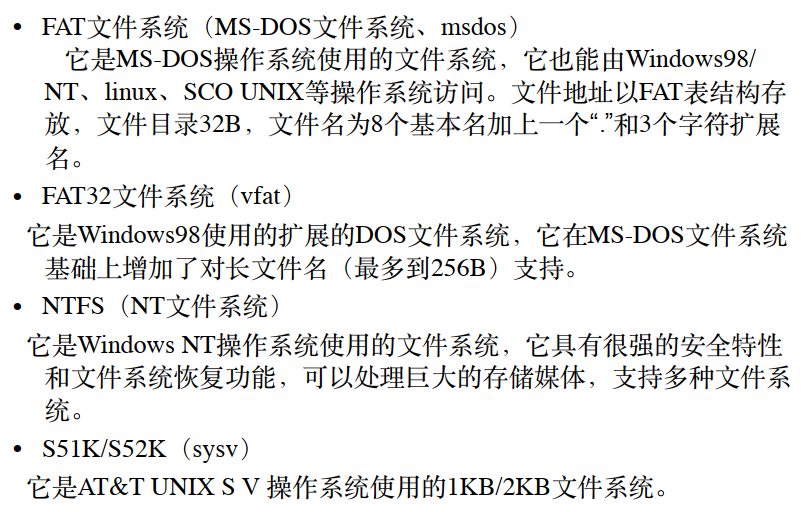 • FAT文件系统（MS-DOS文件系统、msdos）
它是MS-DOS操作系统使用的文件系统，它也能由Windows98/
NT、linux、SCO UNIX等操作系统访问。文件地址以FAT表结构存
放，文件目录32B，文件名为8个基本名加上一个“.”和3个字符扩展
名。
• FAT32文件系统（vfat）
它是Windows98使用的扩展的DOS文件系统，它在MS-DOS文件系统
基础上增加了对长文件名（最多到256B）支持。
• NTFS（NT文件系统）
它是Windows NT操作系统使用的文件系统，它具有很强的安全特性
和文件系统恢复功能，可以处理巨大的存储媒体，支持多种文件系
统。
• S51K/S52K（sysv）
它是AT&T UNIX S V 操作系统使用的1KB/2KB文件系统。